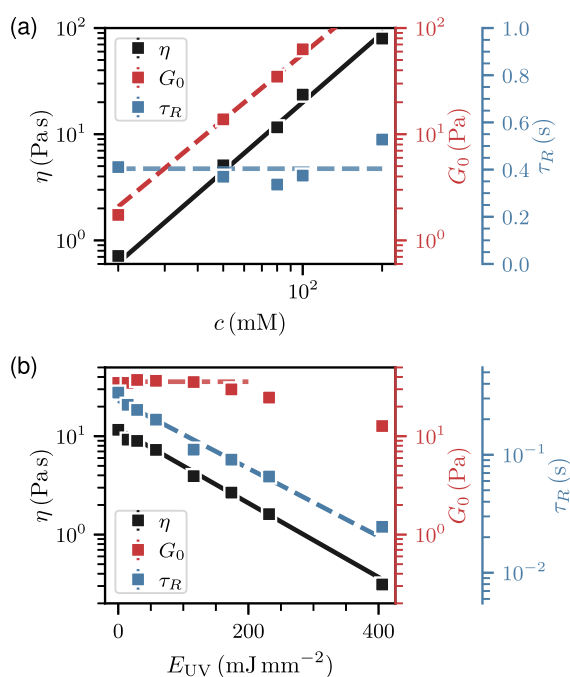 (a)
10² 10² 1.0
η
G₀
τ_R
0.8
10¹ 10¹ 0.6
0.4
0.2
10⁰ 10⁰
0.0
η (Pa s)
G₀ (Pa)
τ_R (s)
10²
c (mM)
(b)
10¹ 10¹ 10⁻¹
10⁰ 10⁰
10⁻²
η
G₀
τ_R
η (Pa s)
G₀ (Pa)
τ_R (s)
0 200 400
E_UV (mJ mm⁻²)